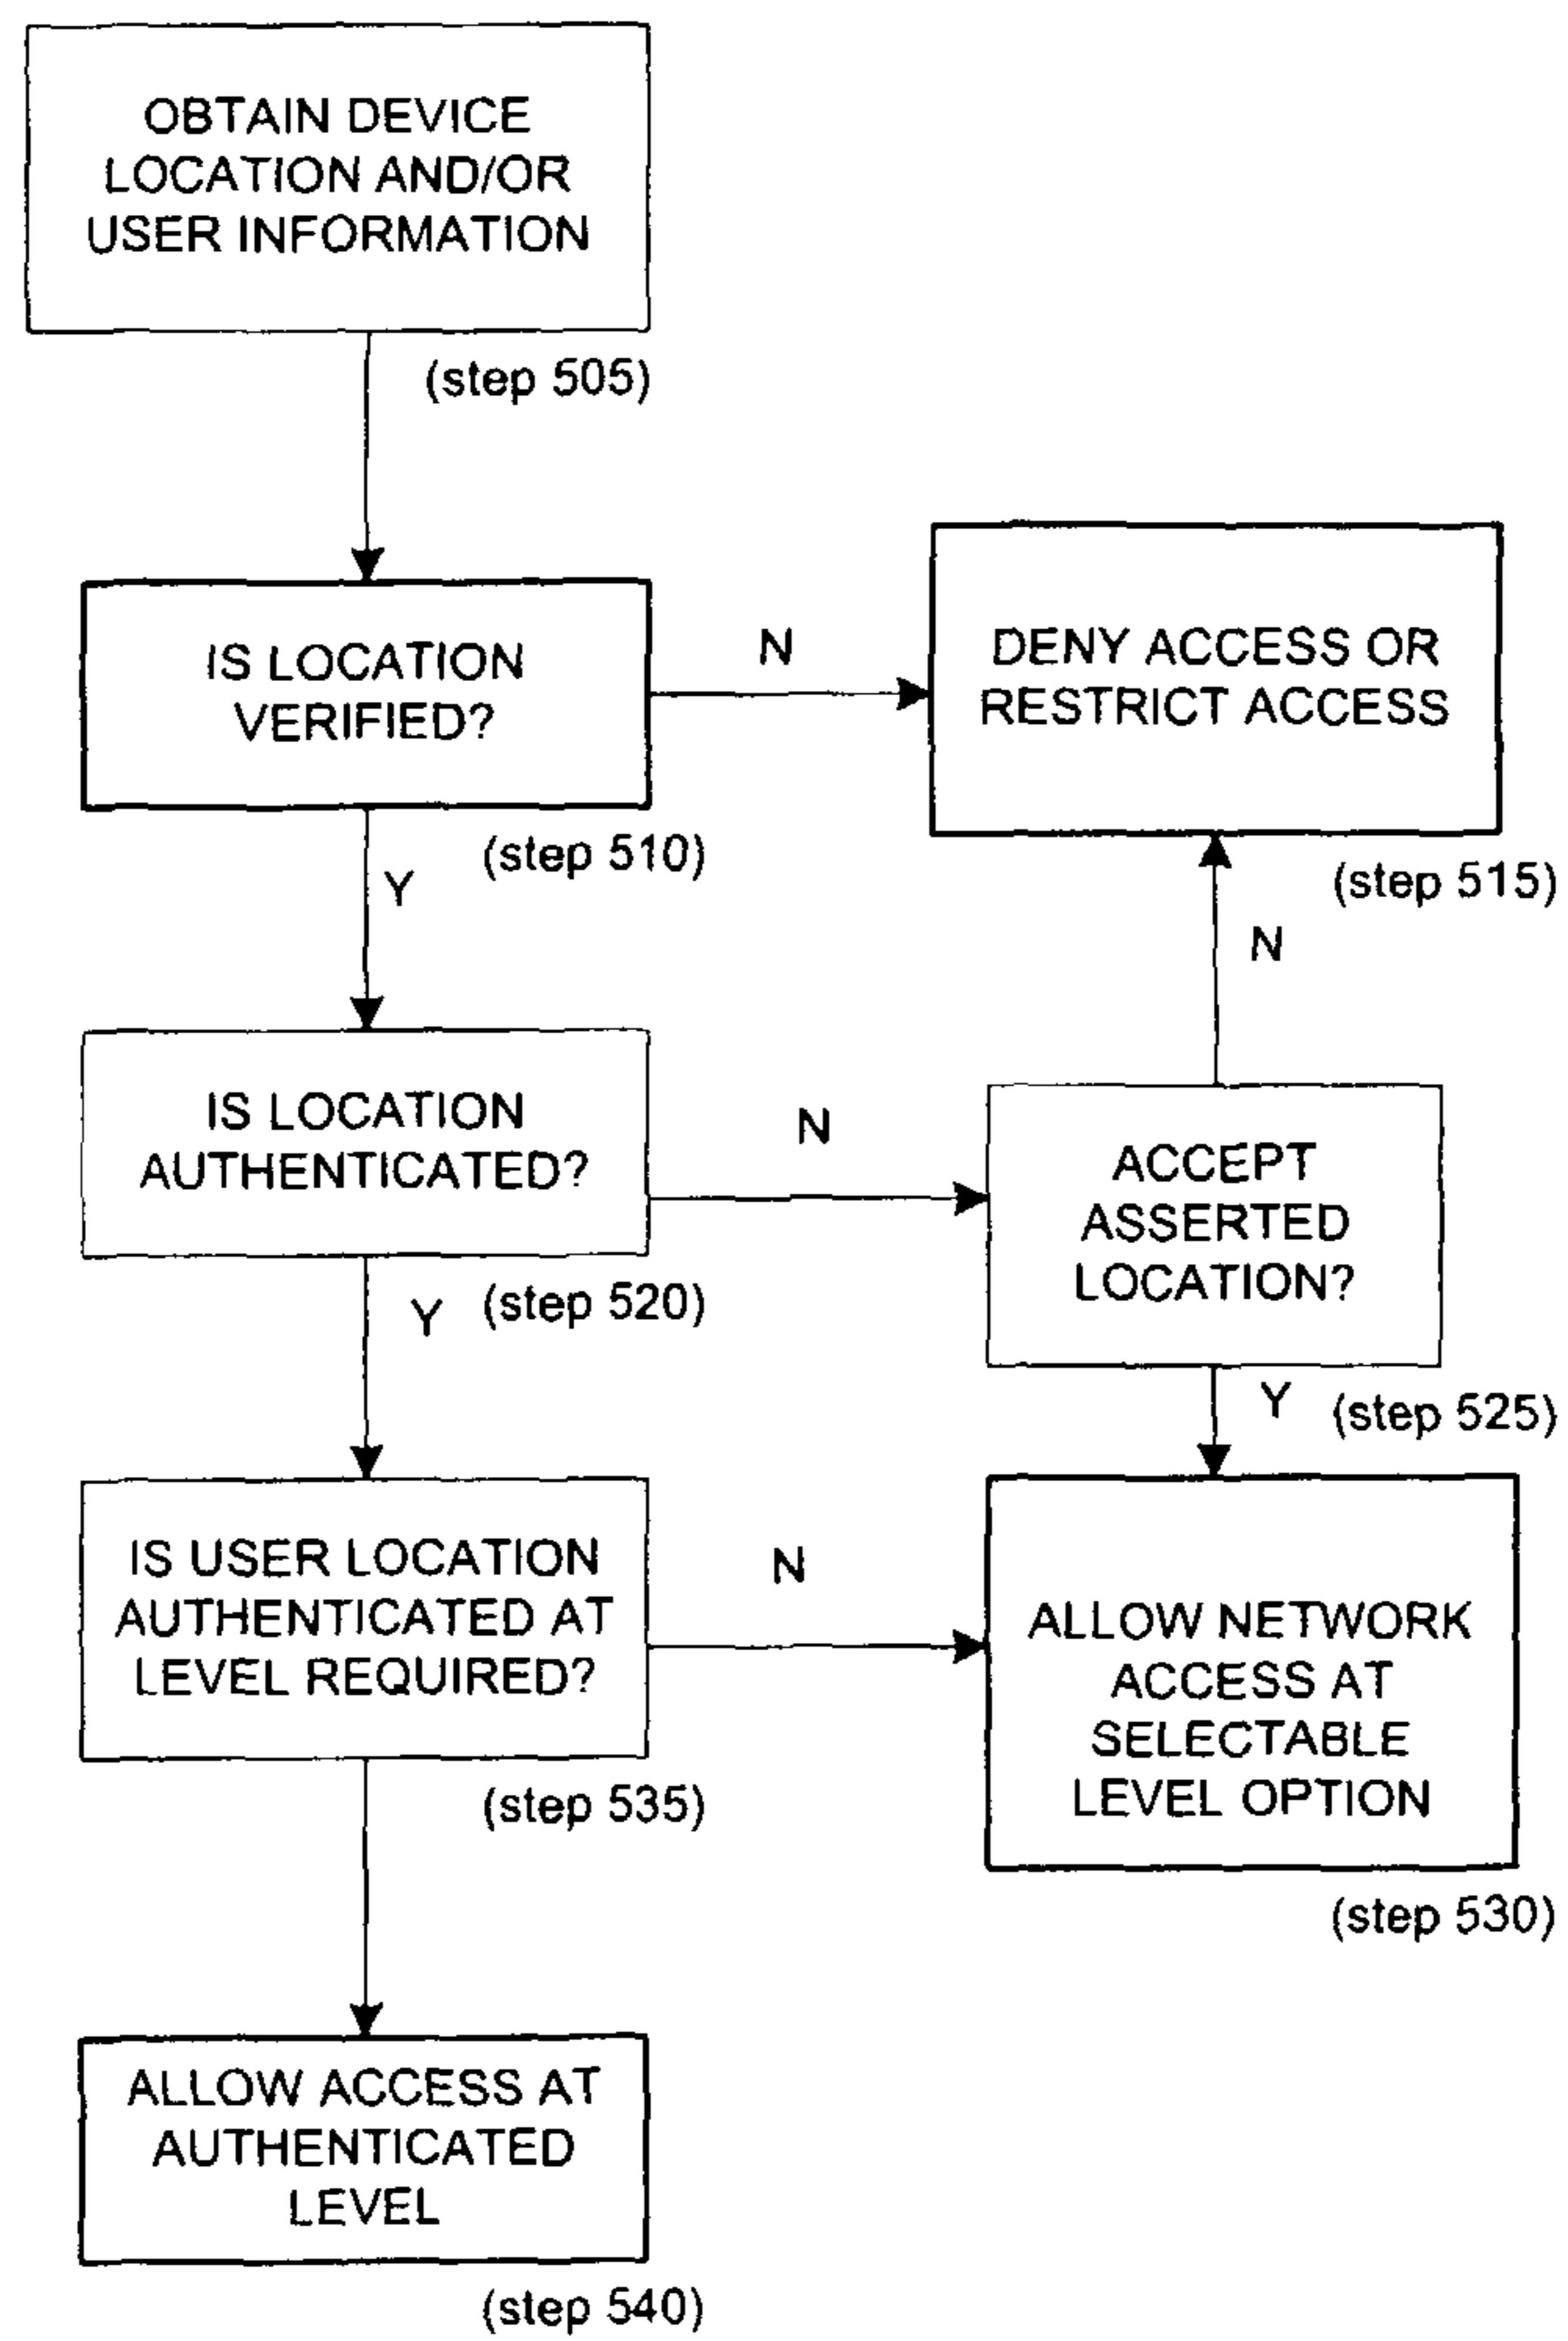 OBTAIN DEVICE
LOCATION AND/OR
USER INFORMATION
(step 505)
IS LOCATION
VERIFIED?
(step 510)
N
DENY ACCESS OR
RESTRICT ACCESS
(step 515)
Y
N
IS LOCATION
AUTHENTICATED?
(step 520)
N
ACCEPT
ASSERTED
LOCATION?
(step 525)
Y
Y
IS USER LOCATION
AUTHENTICATED AT
LEVEL REQUIRED?
(step 535)
N
ALLOW NETWORK
ACCESS AT
SELECTABLE
LEVEL OPTION
(step 530)
ALLOW ACCESS AT
AUTHENTICATED
LEVEL
(step 540)